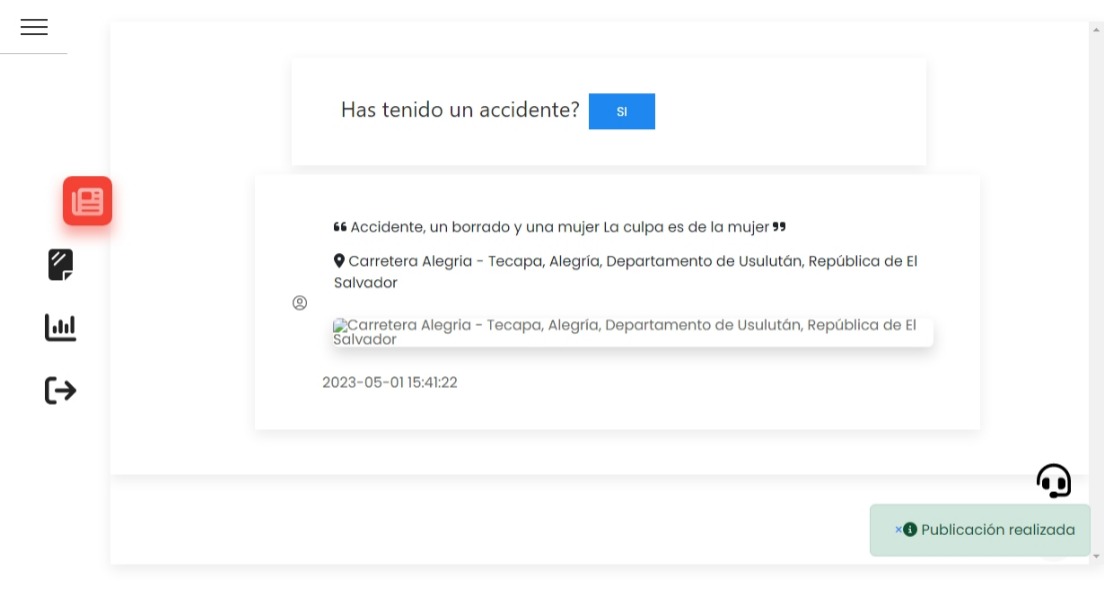 Has tenido un accidente? SI
❝ Accidente, un borrado y una mujer La culpa es de la mujer ❞
Carretera Alegria - Tecapa, Alegría, Departamento de Usulután, República de El
Salvador
Carretera Alegria - Tecapa, Alegría, Departamento de Usulután, República de El
Salvador
2023-05-01 15:41:22
× Publicación realizada